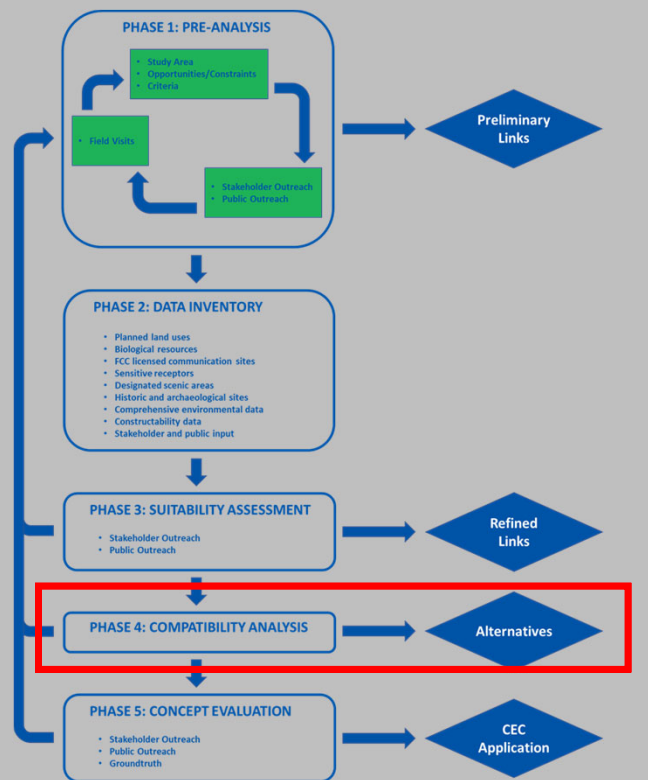 PHASE 1: PRE-ANALYSIS
• Study Area
• Opportunities/Constraints
• Criteria
• Field Visits
• Stakeholder Outreach
• Public Outreach
Preliminary
Links
PHASE 2: DATA INVENTORY
• Planned land uses
• Biological resources
• FCC licensed communication sites
• Sensitive receptors
• Designated scenic areas
• Historic and archaeological sites
• Comprehensive environmental data
• Constructability data
• Stakeholder and public input
PHASE 3: SUITABILITY ASSESSMENT
• Stakeholder Outreach
• Public Outreach
Refined
Links
PHASE 4: COMPATIBILITY ANALYSIS
Alternatives
PHASE 5: CONCEPT EVALUATION
• Stakeholder Outreach
• Public Outreach
• Groundtruth
CEC
Application